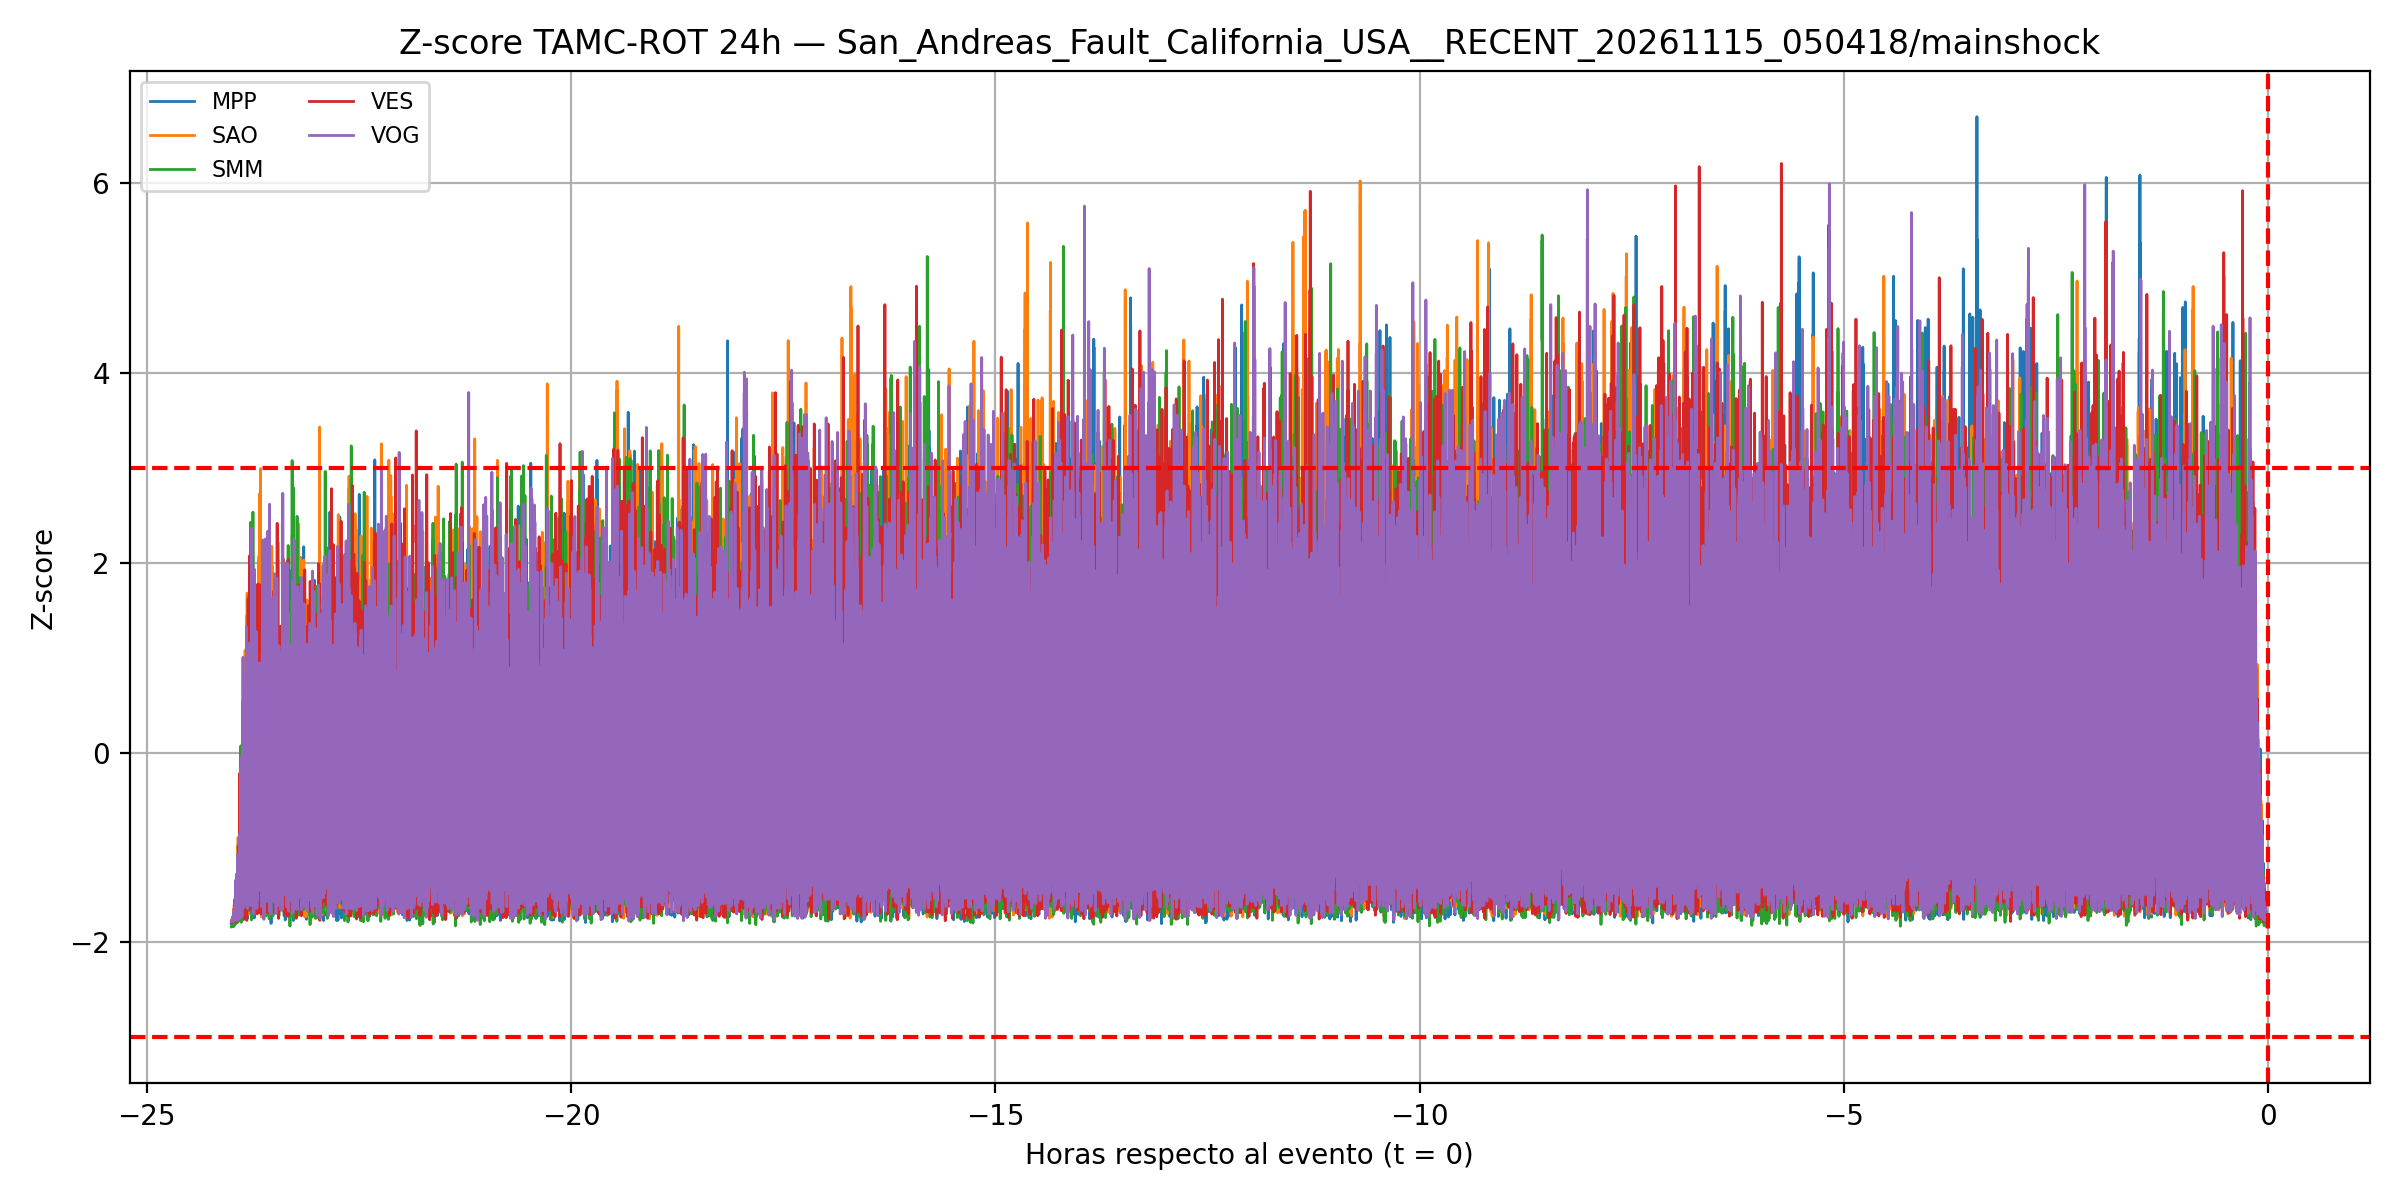 Z-score TAMC-ROT 24h — San_Andreas_Fault_California_USA__RECENT_20261115_050418/mainshock
MPP
SAO
SMM
VES
VOG
6
4
2
0
−2
Z-score
−25
−20
−15
−10
−5
0
Horas respecto al evento (t = 0)